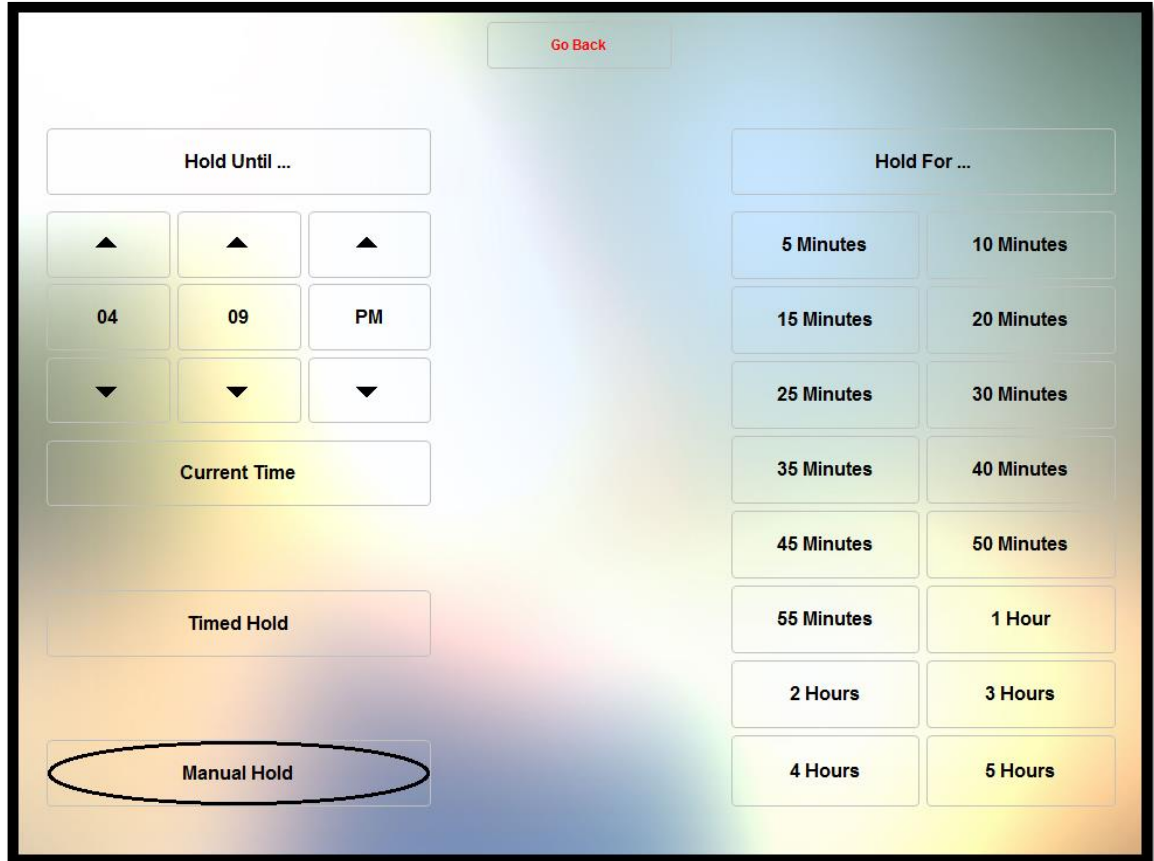 Go Back
Hold Until ...
04 09 PM
Current Time
Timed Hold
Manual Hold
Hold For ...
5 Minutes 10 Minutes
15 Minutes 20 Minutes
25 Minutes 30 Minutes
35 Minutes 40 Minutes
45 Minutes 50 Minutes
55 Minutes 1 Hour
2 Hours 3 Hours
4 Hours 5 Hours